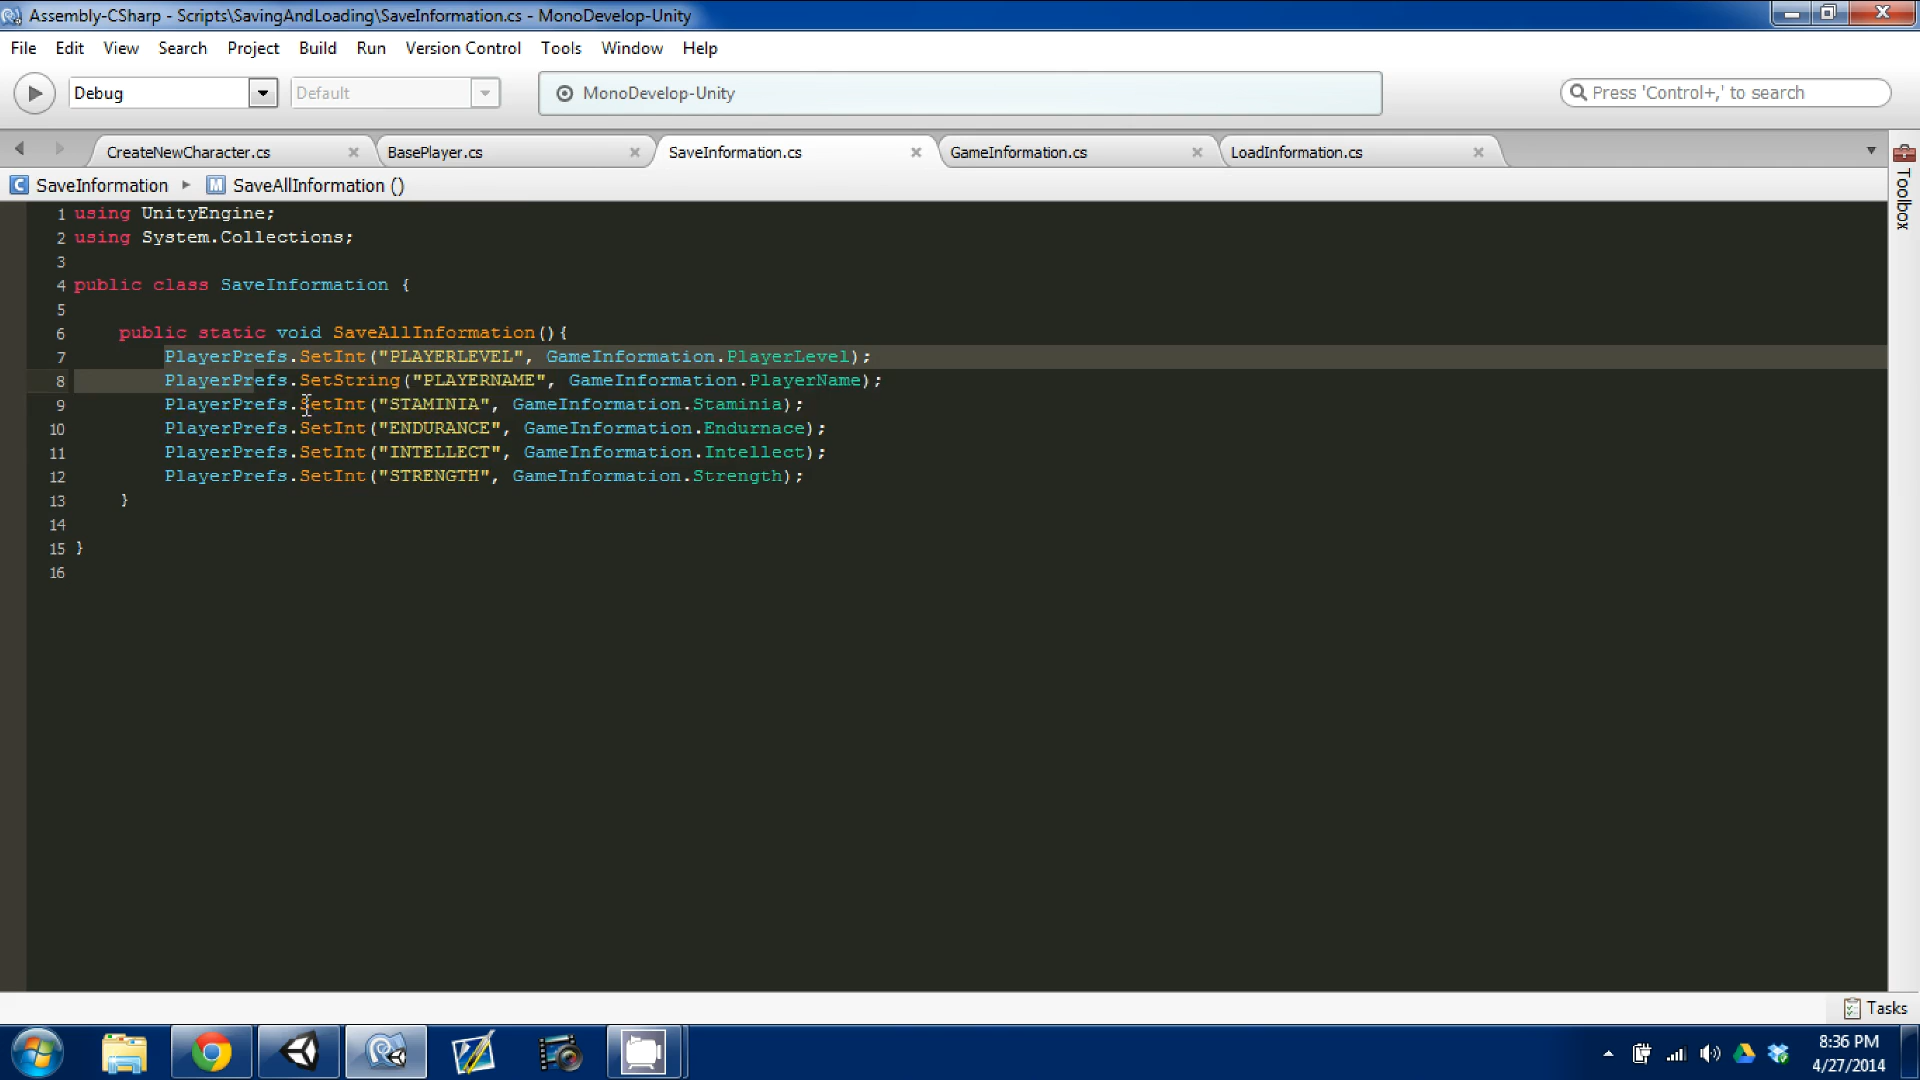 Assembly-CSharp - Scripts\SavingAndLoading\SaveInformation.cs - MonoDevelop-Unity
File Edit View Search Project Build Run Version Control Tools Window Help
Debug Default MonoDevelop-Unity Press 'Control+,' to search
CreateNewCharacter.cs BasePlayer.cs SaveInformation.cs GameInformation.cs LoadInformation.cs
Toolbox
C SaveInformation M SaveAllInformation ()
1 using UnityEngine;
2 using System.Collections;
3
4 public class SaveInformation {
5
6 public static void SaveAllInformation(){
7 PlayerPrefs.SetInt("PLAYERLEVEL", GameInformation.PlayerLevel);
8 PlayerPrefs.SetString("PLAYERNAME", GameInformation.PlayerName);
9 PlayerPrefs.SetInt("STAMINIA", GameInformation.Staminia);
10 PlayerPrefs.SetInt("ENDURANCE", GameInformation.Endurnace);
11 PlayerPrefs.SetInt("INTELLECT", GameInformation.Intellect);
12 PlayerPrefs.SetInt("STRENGTH", GameInformation.Strength);
13 }
14
15 }
16
Tasks
8:36 PM
4/27/2014